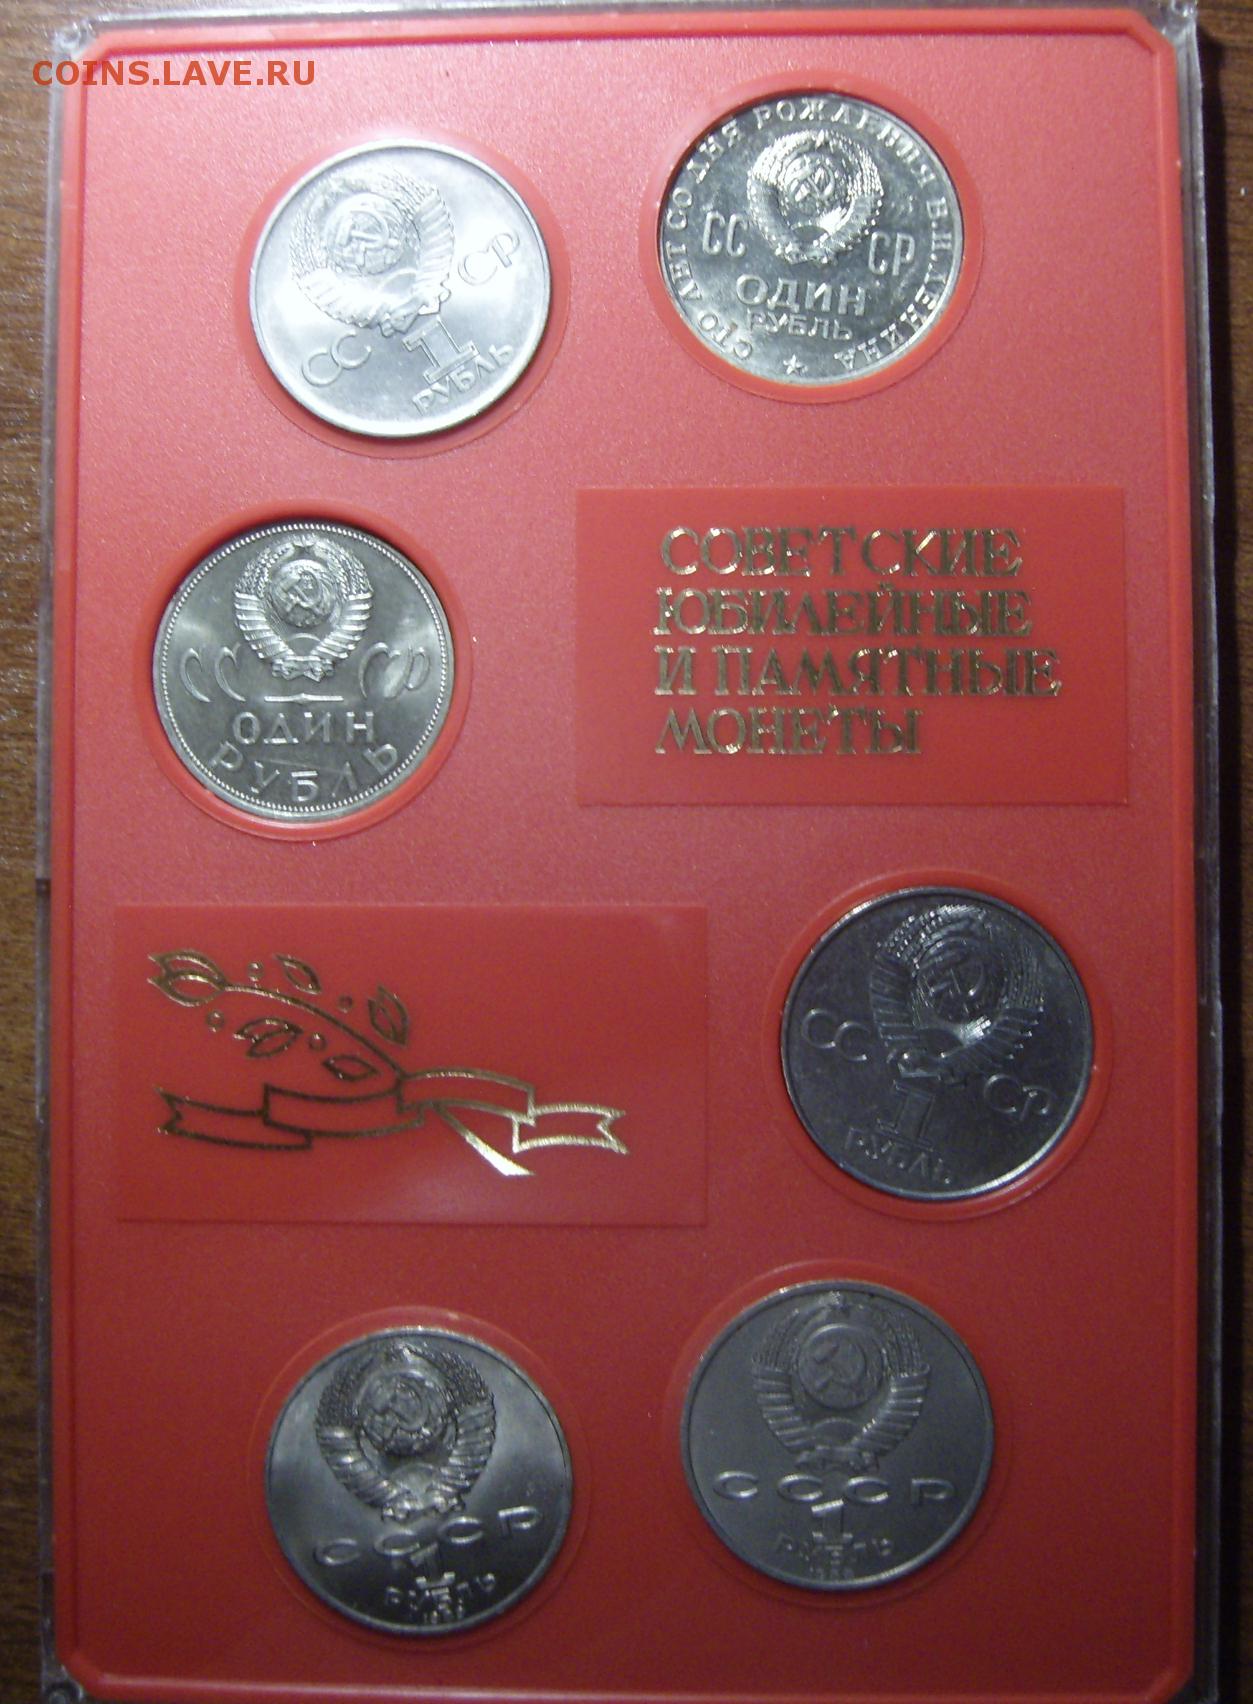 COINS.LAVE.RU
СТО ЛЕТ СО ДНЯ РОЖДЕНИЯ В.И.ЛЕНИНА
СС СР
ОДИН
РУБЛЬ
СС СР
1
РУБЛЬ
СОВЕТСКИЕ
ЮБИЛЕЙНЫЕ
И ПАМЯТНЫЕ
МОНЕТЫ
СС СР
ОДИН
РУБЛЬ
СС СР
1
РУБЛЬ
СССР
1
РУБЛЬ
СССР
1
РУБЛЬ